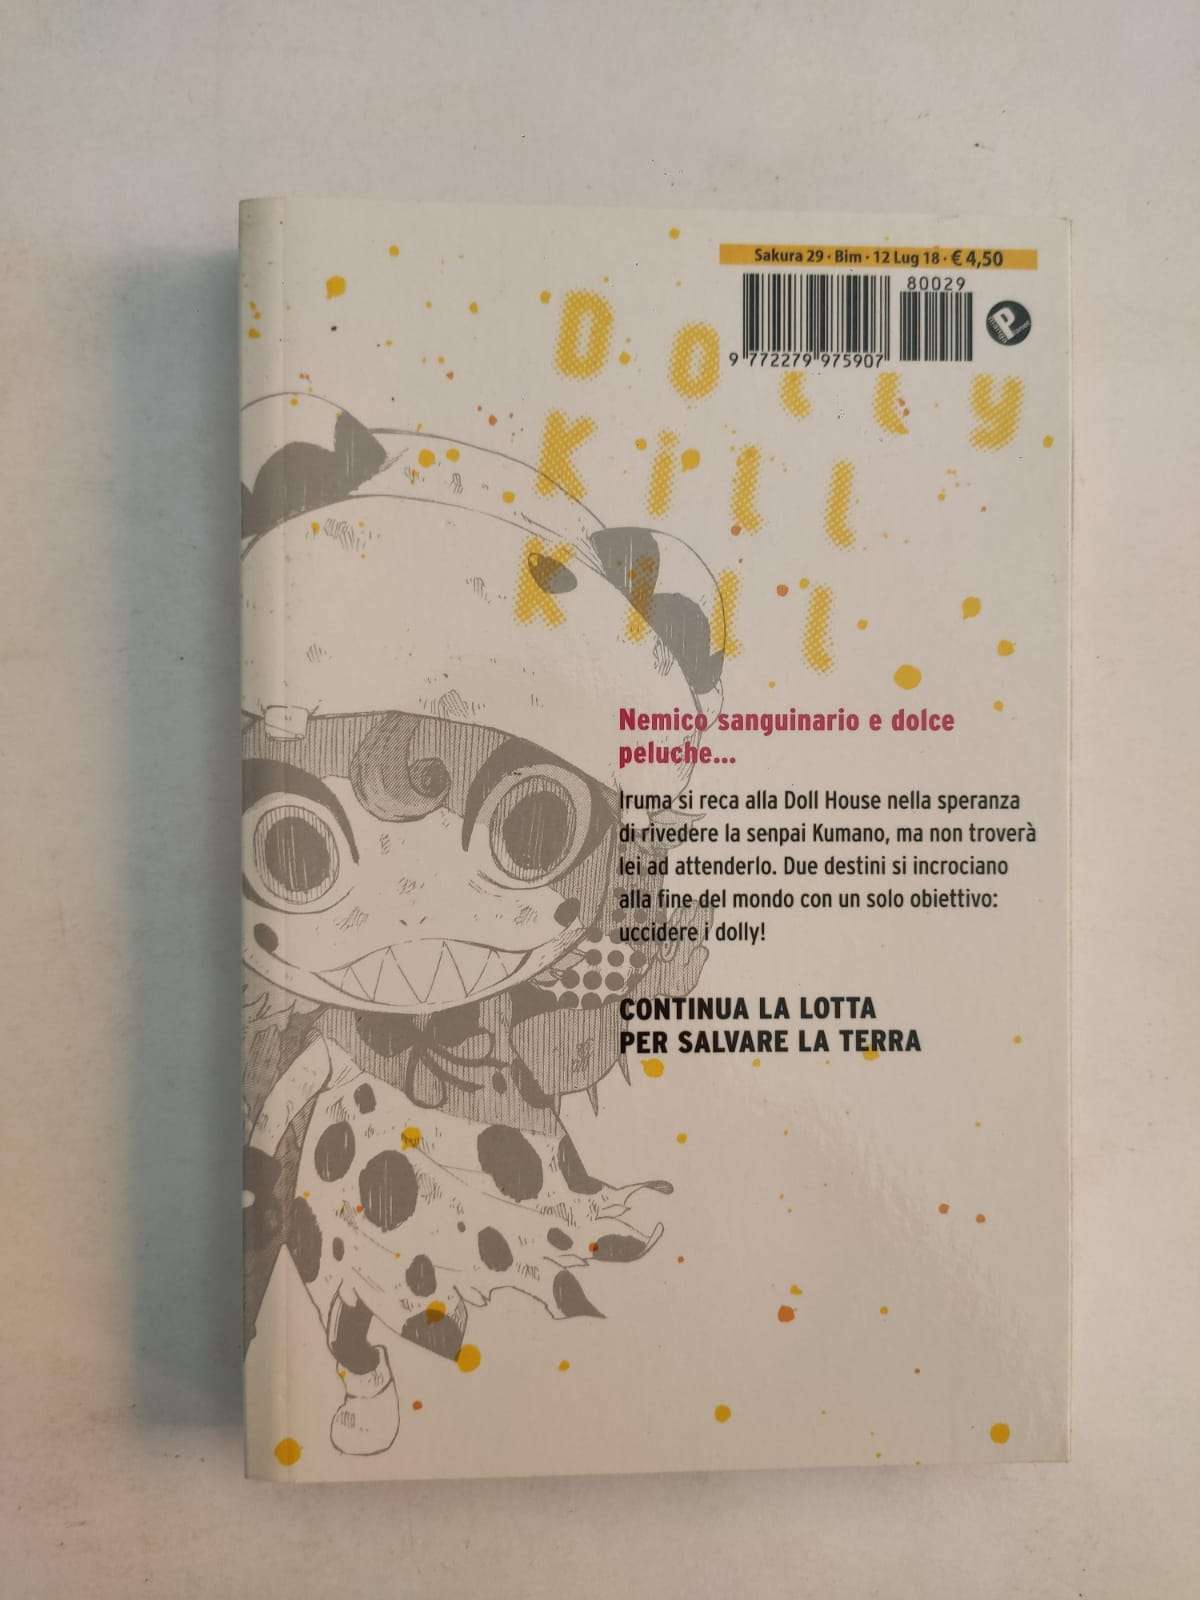 Sakura 29 · Bim · 12 Lug 18 · € 4,50
80029
9 772279 975907
Dolly
Kill
Kill
Nemico sanguinario e dolce
peluche...
Iruma si reca alla Doll House nella speranza
di rivedere la senpai Kumano, ma non troverà
lei ad attenderlo. Due destini si incrociano
alla fine del mondo con un solo obiettivo:
uccidere i dolly!
CONTINUA LA LOTTA
PER SALVARE LA TERRA